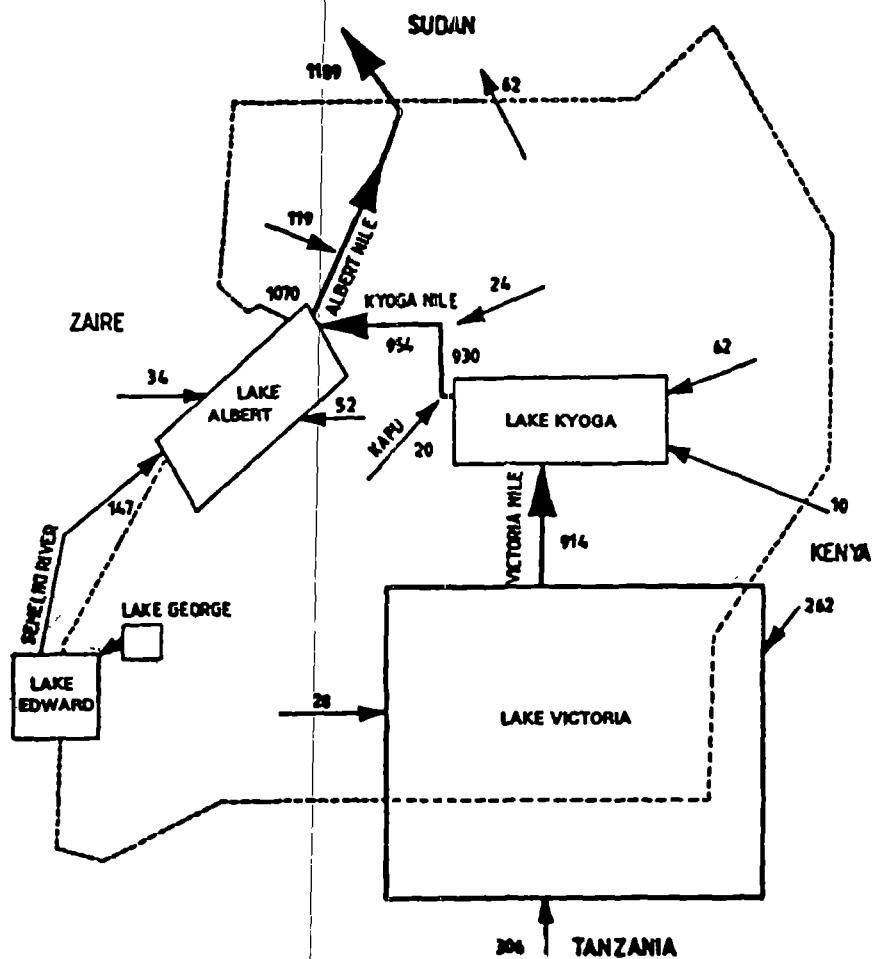 SUDAN
1189
62
119
ALBERT NILE
1070
KYOGA NILE
24
ZAIRE
954
930
62
34
LAKE
ALBERT
52
LAKE KYOGA
KAFU
20
VICTORIA NILE
147
10
914
KENYA
SEMELIKI RIVER
LAKE GEORGE
262
LAKE
EDWARD
28
LAKE VICTORIA
306
TANZANIA